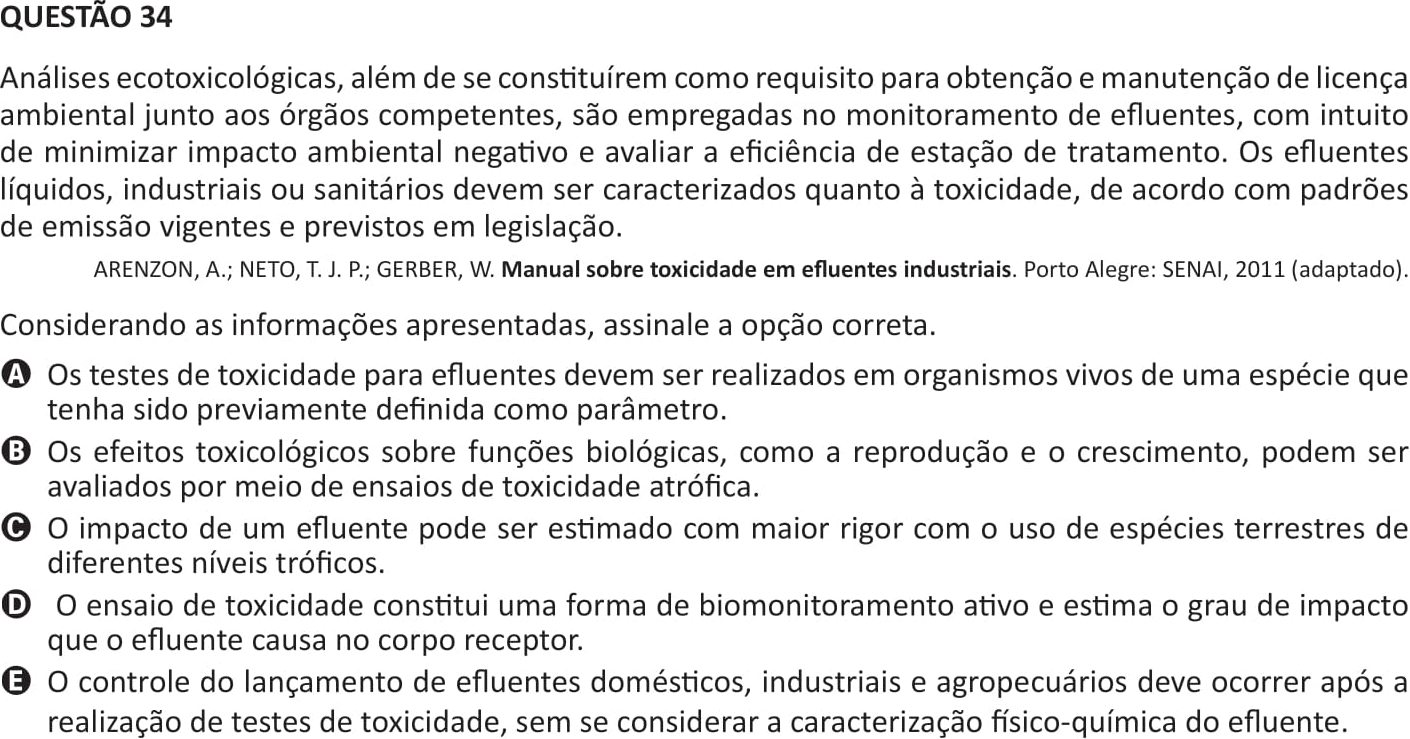 QUESTÃO 34
Análises ecotoxicológicas, além de se constituírem como requisito para obtenção e manutenção de licença
ambiental junto aos órgãos competentes, são empregadas no monitoramento de efluentes, com intuito
de minimizar impacto ambiental negativo e avaliar a eficiência de estação de tratamento. Os efluentes
líquidos, industriais ou sanitários devem ser caracterizados quanto à toxicidade, de acordo com padrões
de emissão vigentes e previstos em legislação.
ARENZON, A.; NETO, T. J. P.; GERBER, W. Manual sobre toxicidade em efluentes industriais. Porto Alegre: SENAI, 2011 (adaptado).
Considerando as informações apresentadas, assinale a opção correta.
A Os testes de toxicidade para efluentes devem ser realizados em organismos vivos de uma espécie que
tenha sido previamente definida como parâmetro.
B Os efeitos toxicológicos sobre funções biológicas, como a reprodução e o crescimento, podem ser
avaliados por meio de ensaios de toxicidade atrófica.
C O impacto de um efluente pode ser estimado com maior rigor com o uso de espécies terrestres de
diferentes níveis tróficos.
D O ensaio de toxicidade constitui uma forma de biomonitoramento ativo e estima o grau de impacto
que o efluente causa no corpo receptor.
E O controle do lançamento de efluentes domésticos, industriais e agropecuários deve ocorrer após a
realização de testes de toxicidade, sem se considerar a caracterização físico-química do efluente.